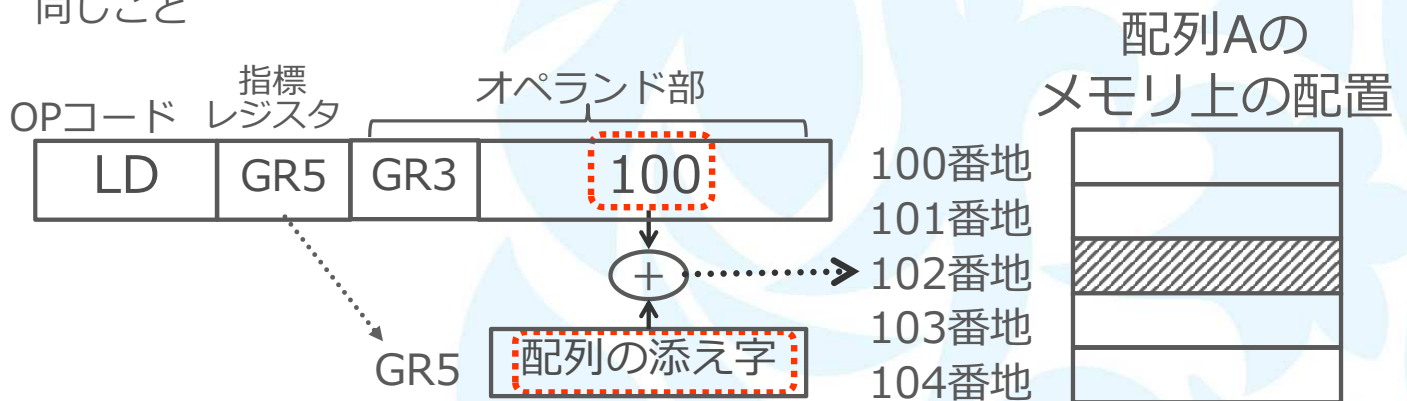 同じこと
配列Aの
メモリ上の配置
指標
レジスタ
オペランド部
OPコード
LD GR5 GR3 100
100番地
101番地
+
102番地
103番地
GR5 配列の添え字
104番地